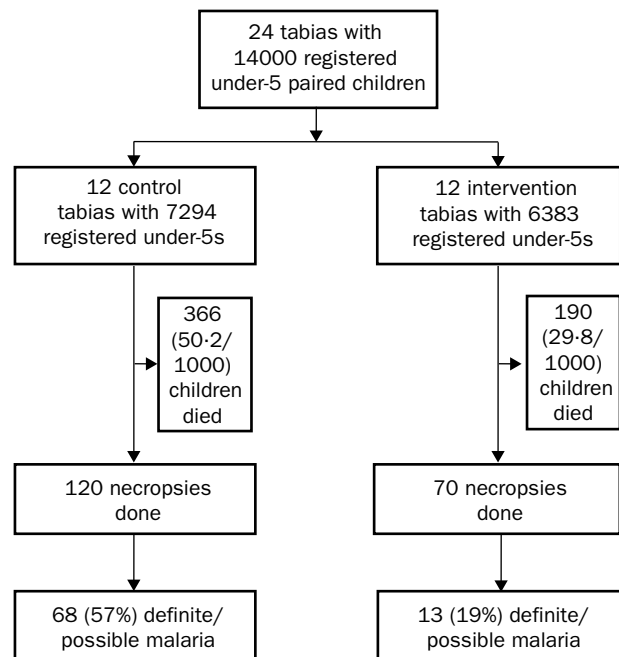 24 tabias with
14000 registered
under-5 paired children
12 control
tabias with 7294
registered under-5s
12 intervention
tabias with 6383
registered under-5s
366
(50·2/
1000)
children
died
190
(29·8/
1000)
children
died
120 necropsies
done
70 necropsies
done
68 (57%) definite/
possible malaria
13 (19%) definite/
possible malaria